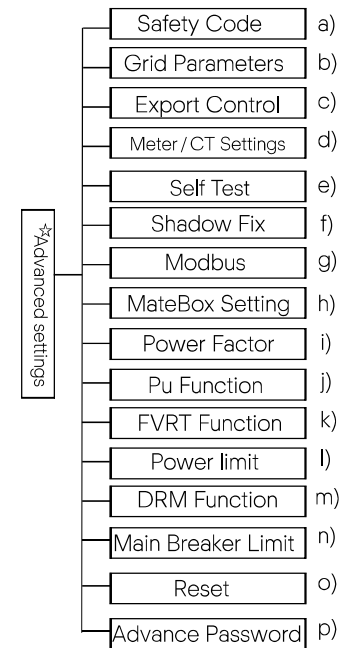 ☆Advanced settings
Safety Code a)
Grid Parameters b)
Export Control c)
Meter / CT Settings d)
Self Test e)
Shadow Fix f)
Modbus g)
MateBox Setting h)
Power Factor i)
Pu Function j)
FVRT Function k)
Power limit l)
DRM Function m)
Main Breaker Limit n)
Reset o)
Advance Password p)